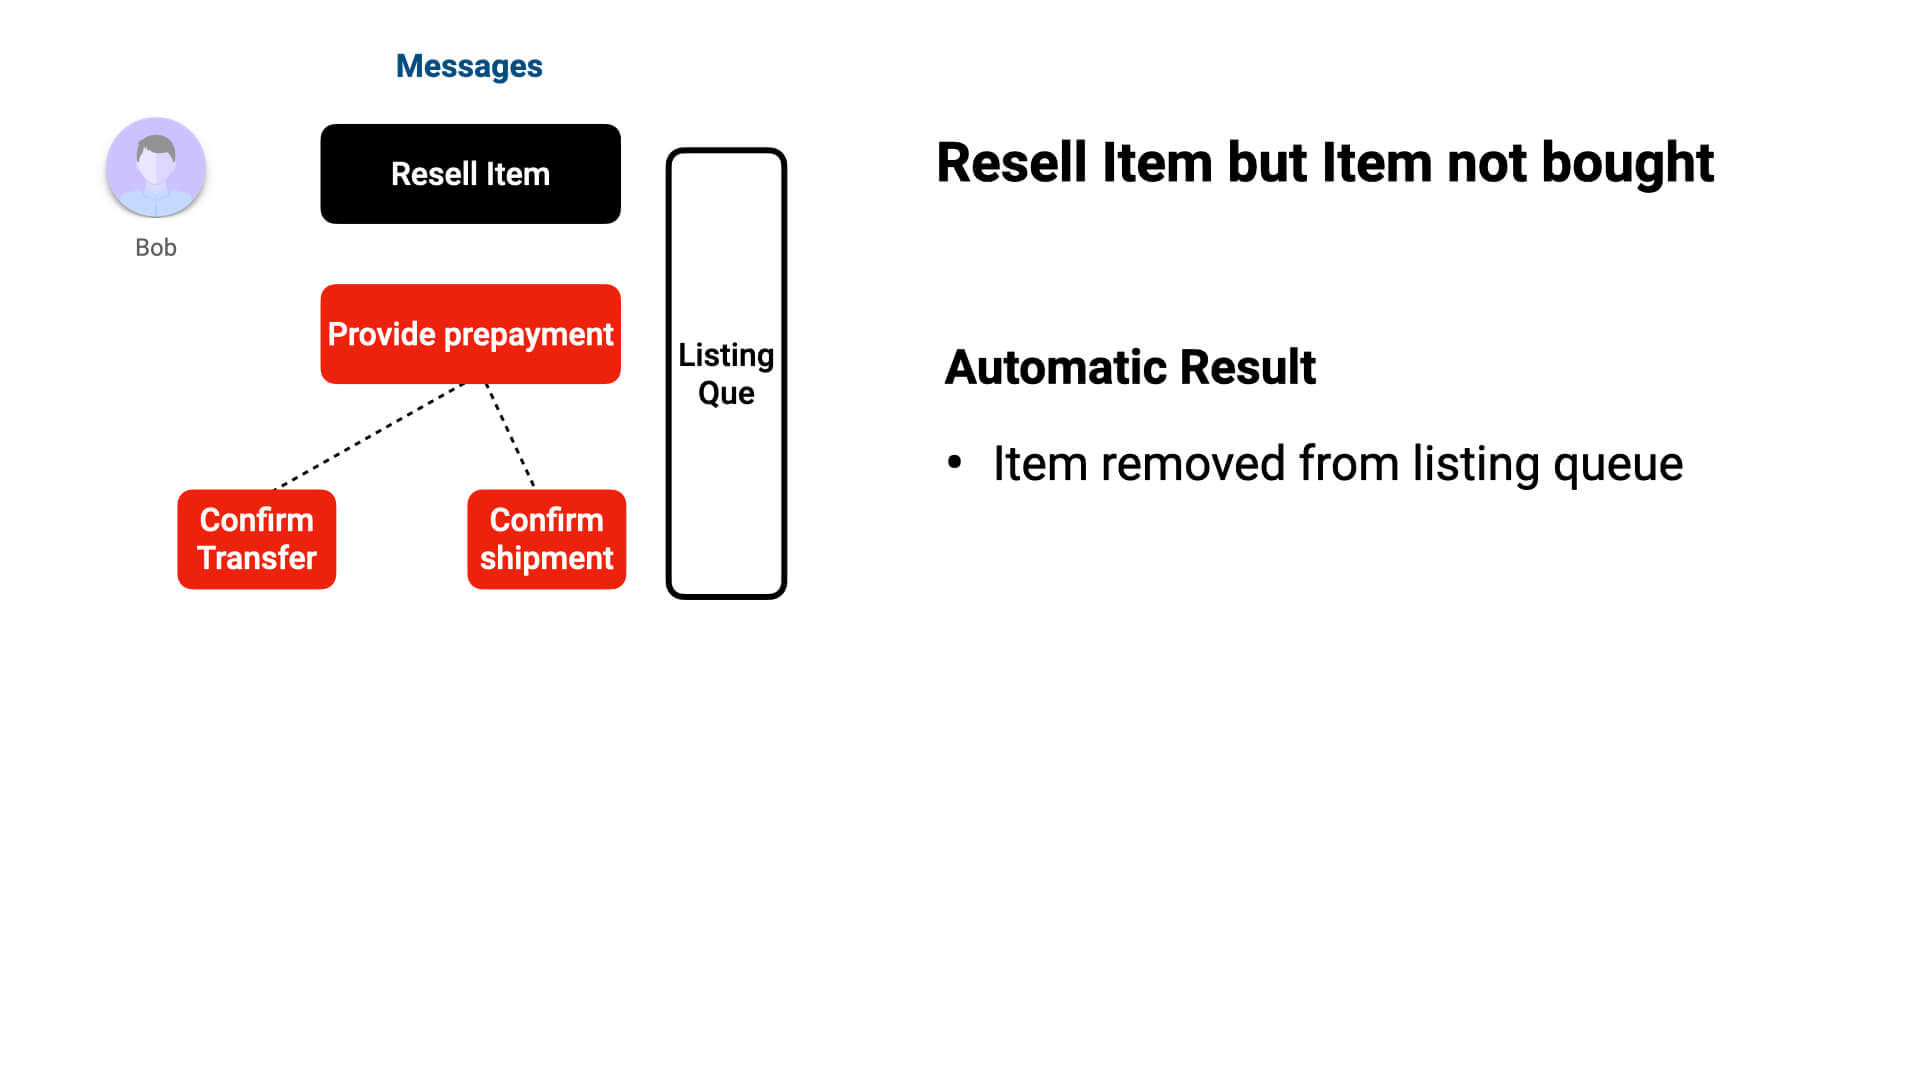 Messages
Resell Item
Bob
Provide prepayment
Confirm
Transfer
Confirm
shipment
Listing
Que
Resell Item but Item not bought
Automatic Result
• Item removed from listing queue